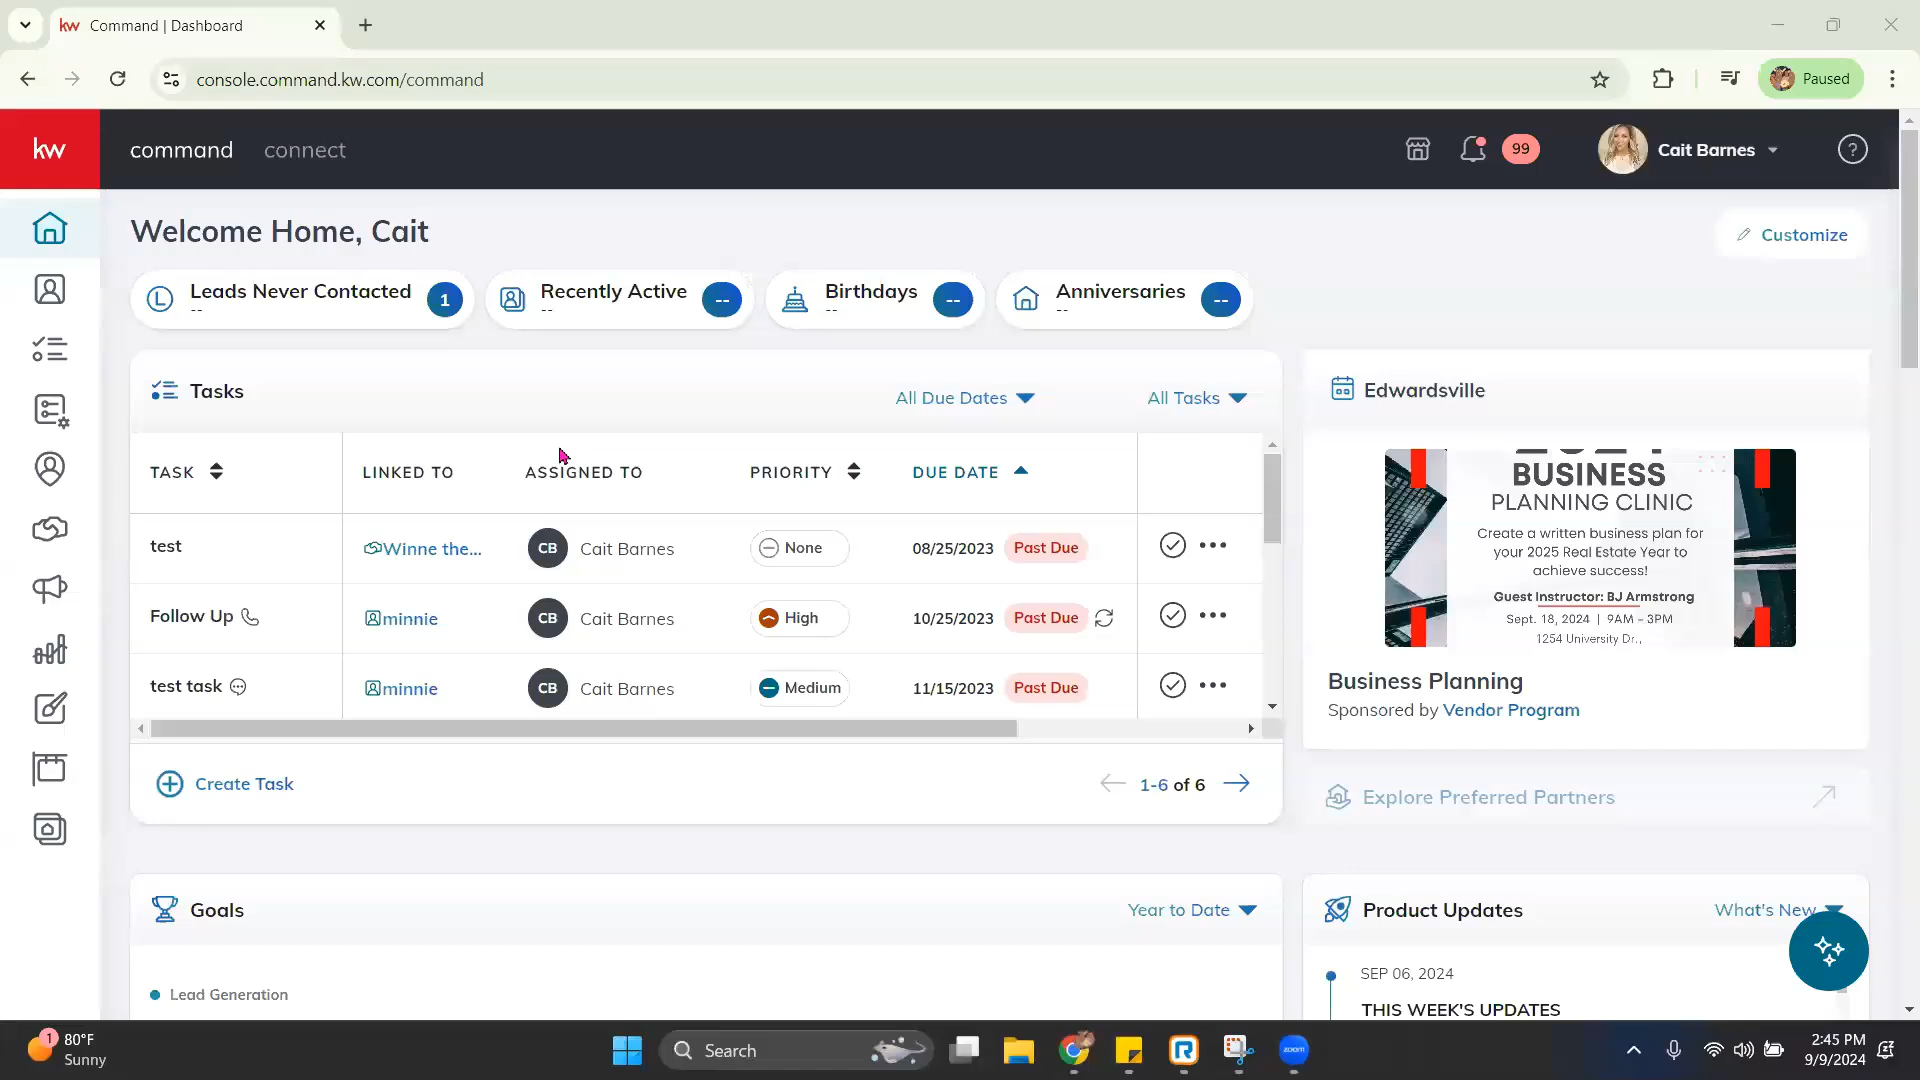 Command | Dashboard
console.command.kw.com/command
Paused
kw
command
connect
99
Cait Barnes
?
Welcome Home, Cait
Customize
Leads Never Contacted
--
1
Recently Active
--
--
Birthdays
--
--
Anniversaries
--
--
Tasks
All Due Dates
All Tasks
TASK
LINKED TO
ASSIGNED TO
PRIORITY
DUE DATE
test
Winne the...
CB
Cait Barnes
None
08/25/2023
Past Due
Follow Up
minnie
CB
Cait Barnes
High
10/25/2023
Past Due
test task
minnie
CB
Cait Barnes
Medium
11/15/2023
Past Due
Create Task
1-6 of 6
Edwardsville
BUSINESS
PLANNING CLINIC
Create a written business plan for
your 2025 Real Estate Year to
achieve success!
Guest Instructor: BJ Armstrong
Sept. 18, 2024 | 9AM – 3PM
1254 University Dr.,
Business Planning
Sponsored by Vendor Program
Explore Preferred Partners
Goals
Year to Date
Lead Generation
Product Updates
What's New
SEP 06, 2024
THIS WEEK'S UPDATES
1
80°F
Sunny
Search
zoom
2:45 PM
9/9/2024